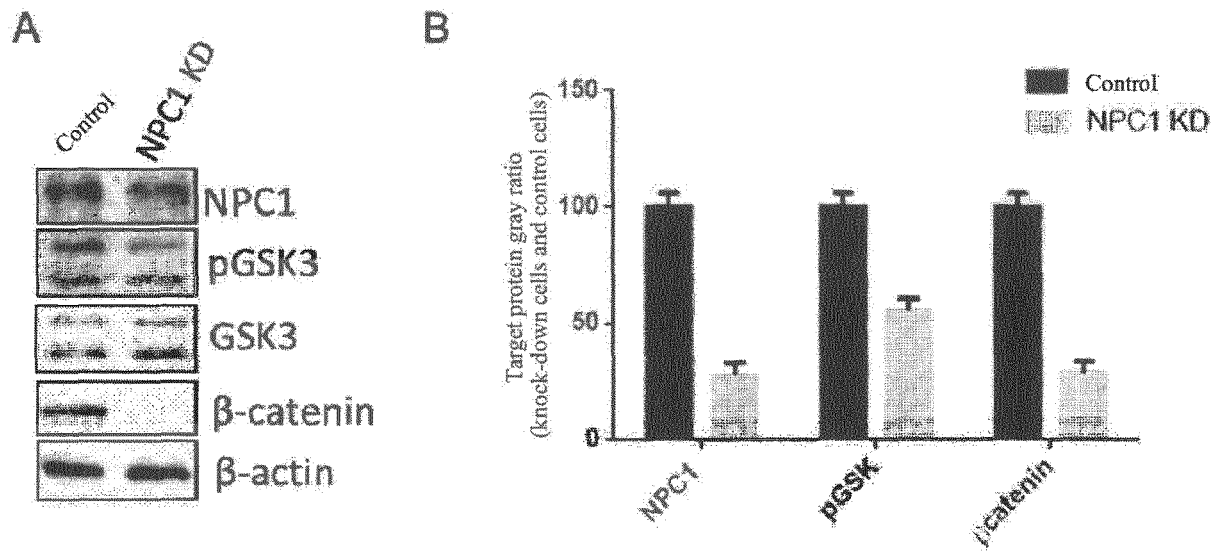 A
Control
NPC1 KD
NPC1
pGSK3
GSK3
β-catenin
β-actin
B
Target protein gray ratio
(knock-down cells and control cells)
150
100
50
0
Control
NPC1 KD
NPC1
pGSK
βcatenin